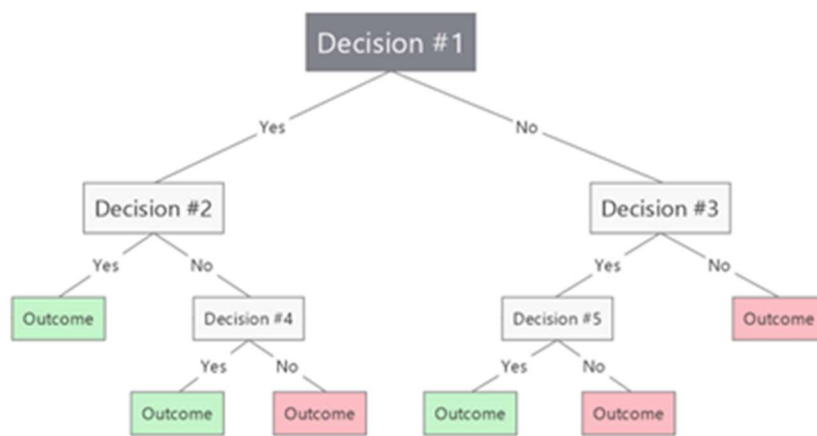 Decision #1
Yes
No
Decision #2
Decision #3
Yes
No
Yes
No
Outcome
Decision #4
Decision #5
Outcome
Yes
No
Yes
No
Outcome
Outcome
Outcome
Outcome